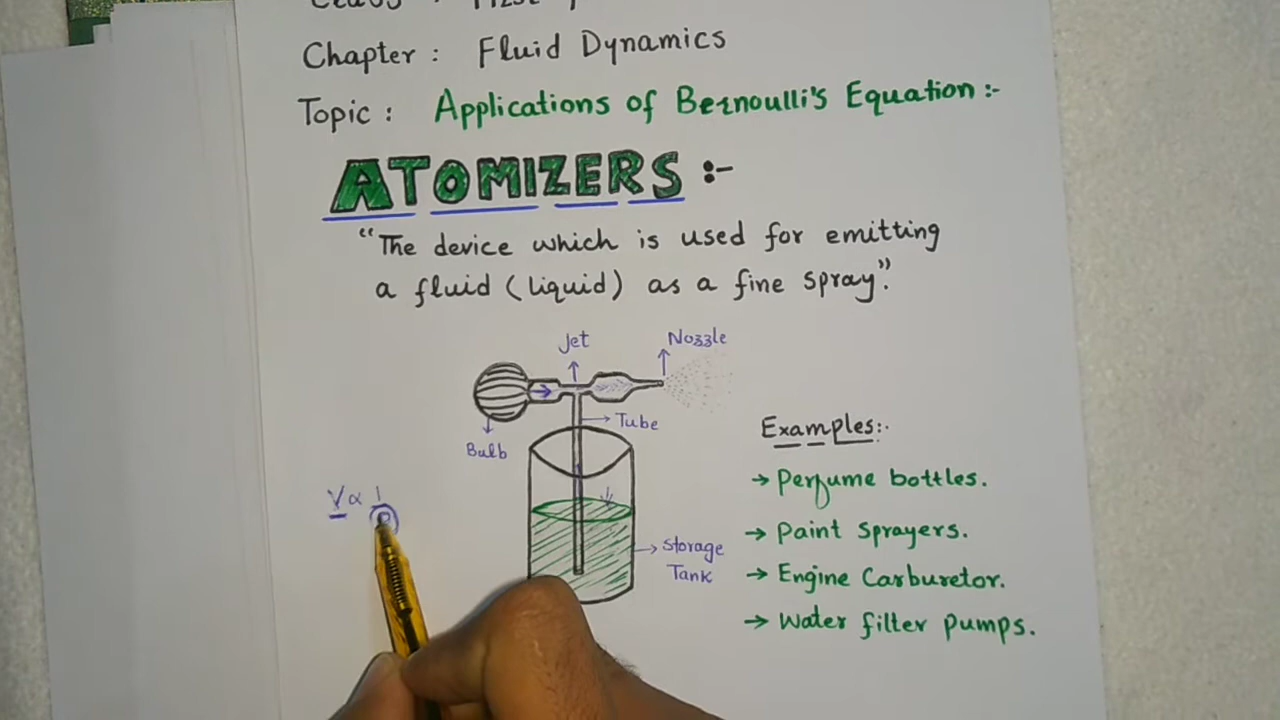 Chapter : Fluid Dynamics
Topic : Applications of Bernoulli's Equation :-
ATOMIZERS :-
"The device which is used for emitting
a fluid (liquid) as a fine spray".
Jet
Nozzle
Tube
Bulb
Storage
Tank
V ∝ 1
P
Examples:-
→ Perfume bottles.
→ Paint Sprayers.
→ Engine Carburetor.
→ Water filter pumps.